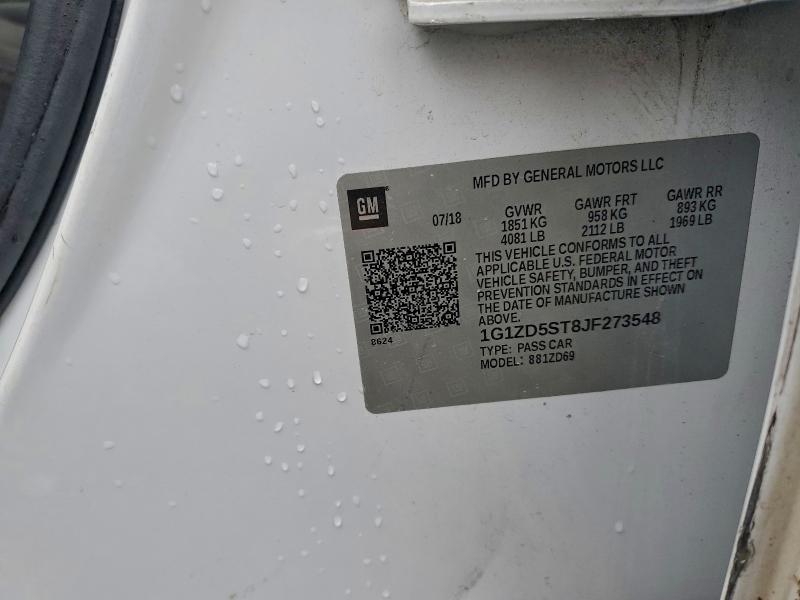 MFD BY GENERAL MOTORS LLC
GM
07/18
GVWR
1851 KG
4081 LB
GAWR FRT
958 KG
2112 LB
GAWR RR
893 KG
1969 LB
THIS VEHICLE CONFORMS TO ALL
APPLICABLE U.S. FEDERAL MOTOR
VEHICLE SAFETY, BUMPER, AND THEFT
PREVENTION STANDARDS IN EFFECT ON
THE DATE OF MANUFACTURE SHOWN
ABOVE.
8624
1G1ZD5ST8JF273548
TYPE: PASS CAR
MODEL: 881ZD69